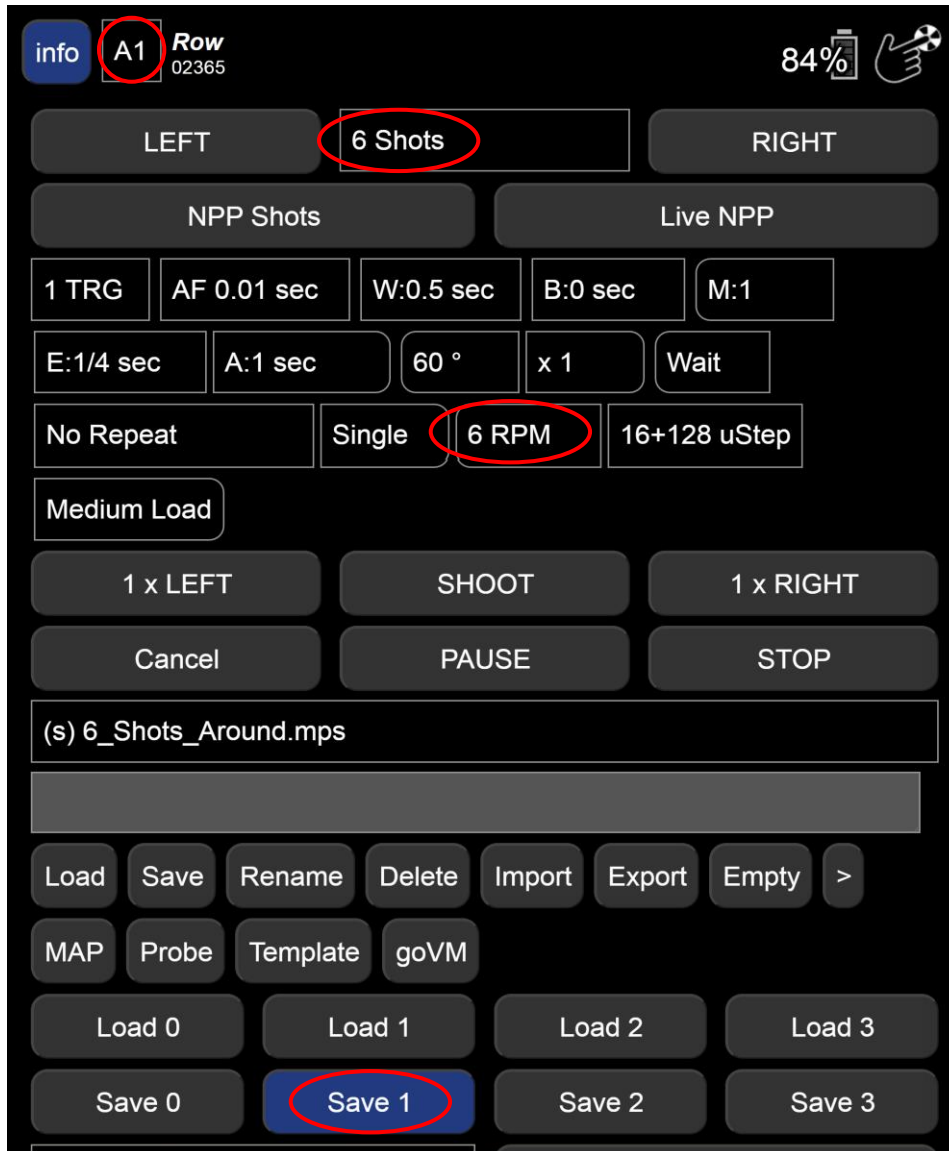 info A1 Row 84%
02365
LEFT 6 Shots RIGHT
NPP Shots Live NPP
1 TRG AF 0.01 sec W:0.5 sec B:0 sec M:1
E:1/4 sec A:1 sec 60 ° x 1 Wait
No Repeat Single 6 RPM 16+128 uStep
Medium Load
1 x LEFT SHOOT 1 x RIGHT
Cancel PAUSE STOP
(s) 6_Shots_Around.mps
Load Save Rename Delete Import Export Empty >
MAP Probe Template goVM
Load 0 Load 1 Load 2 Load 3
Save 0 Save 1 Save 2 Save 3